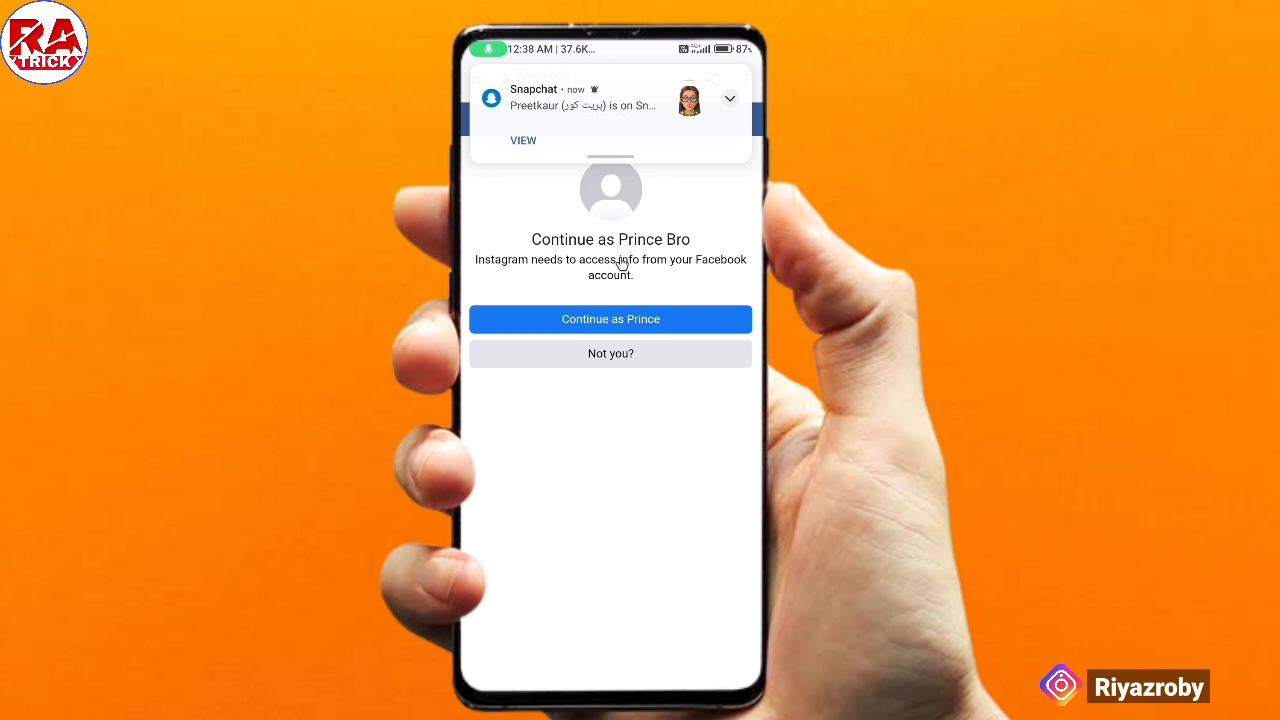 RA
TRICK
12:38 AM | 37.6K...
87
Snapchat • now
Preetkaur (پریت کور) is on Sn...
VIEW
Continue as Prince Bro
Instagram needs to access info from your Facebook
account.
Continue as Prince
Not you?
Riyazroby